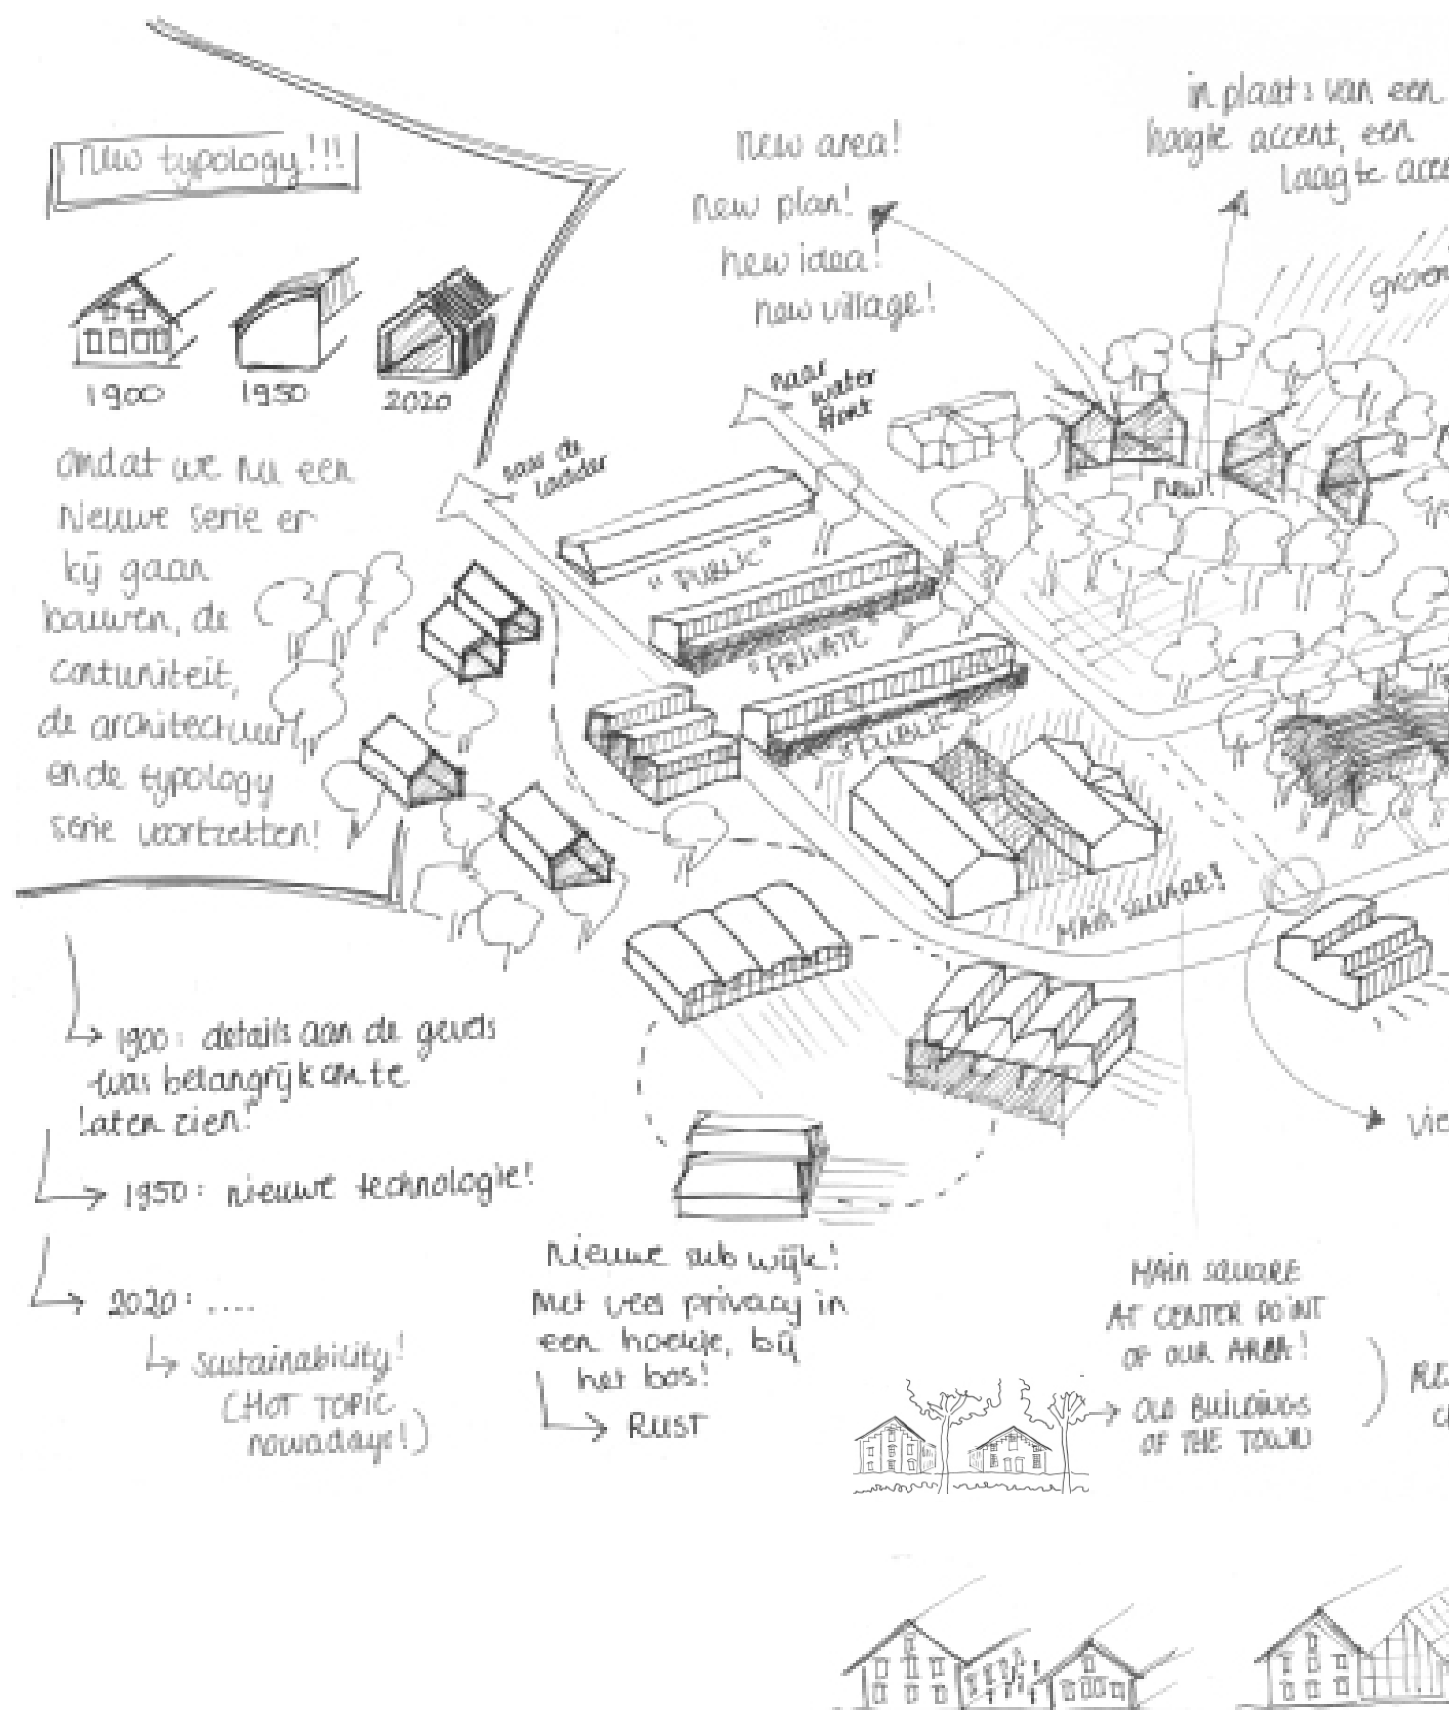 new typology!!!
1900
1950
2020
omdat we nu een
nieuwe serie er
bij gaan
bouwen, de
contuniteit,
de architectuur
en de typology
serie voortzetten!
new area!
new plan!
new idea!
new village!
in plaats van een
hoogte accent, een
laagte acce
groen
naar
water
front
naar de
Ladder
new!
"PUBLIC"
"PRIVATE"
"PUBLIC"
MAIN SQUARE!
1900: details aan de gevels
was belangrijk om te
laten zien!
1950: nieuwe technologie!
2020: ....
sustainability!
(HOT TOPIC
nowadays!)
nieuwe sub wijk!
Met veel privacy in
een hoekje, bij
het bos!
RUST
vie
MAIN SQUARE
AT CENTER POINT
OF OUR AREA!
OLD BUILDINGS
OF THE TOWN